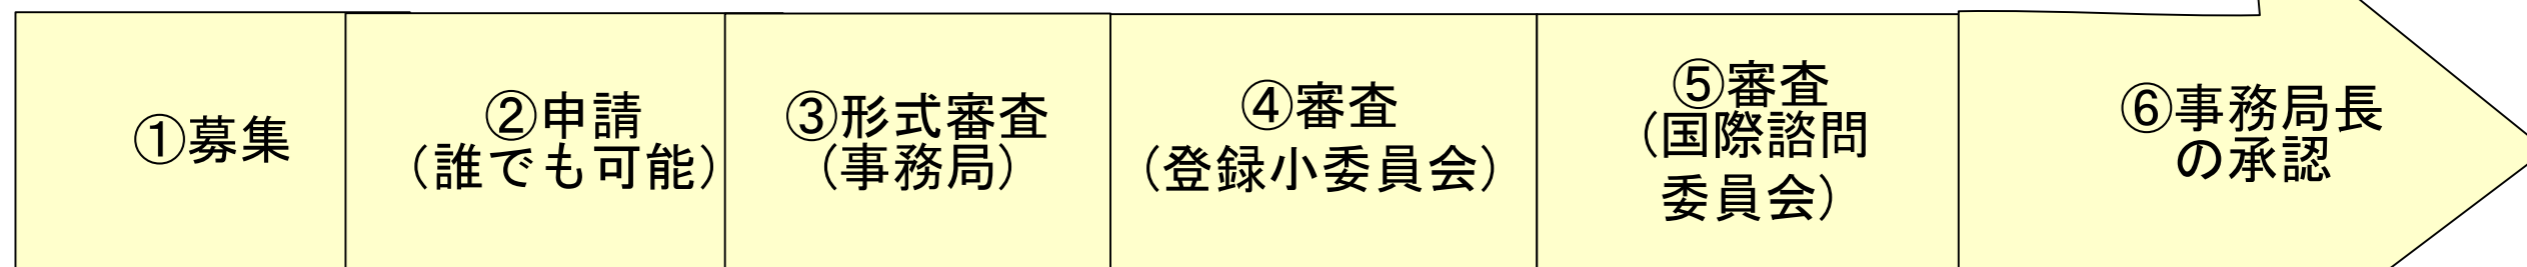 ①募集
②申請
（誰でも可能）
③形式審査
（事務局）
④審査
（登録小委員会）
⑤審査
（国際諮問
委員会）
⑥事務局長
の承認